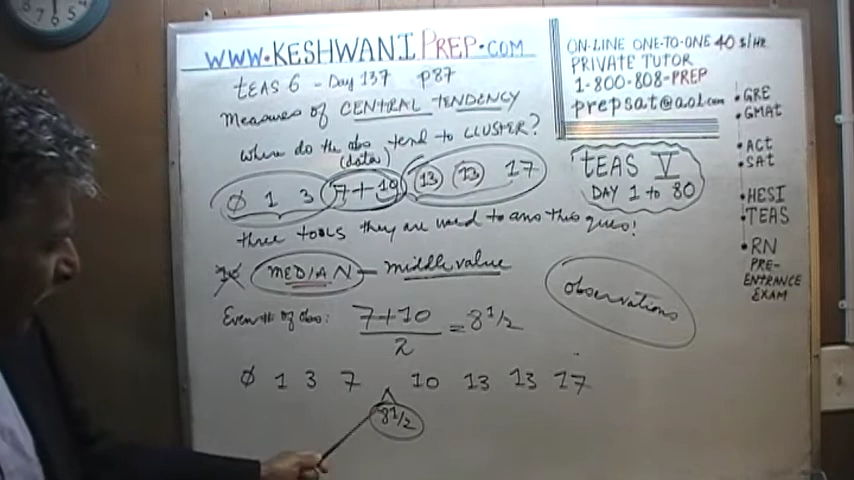 WWW.KESHWANIPREP.COM
TEAS 6 - Day 137 P87
Measures of CENTRAL TENDENCY
where do the obs tend to CLUSTER?
(data)
0 1 3 7+10 13 13 17
three tools they are used to ans this ques!
MEDIAN - middle value
Even # of obs: 7+10 / 2 = 8 1/2
0 1 3 7 10 13 13 17
8 1/2
observations
ON-LINE ONE-TO-ONE 40 $/HR
PRIVATE TUTOR
1-800-808-PREP
prepsat@aol.com
TEAS V
DAY 1 to 80
• GRE
• GMAT
• ACT
• SAT
• HESI
• TEAS
• RN
PRE-
ENTRANCE
EXAM